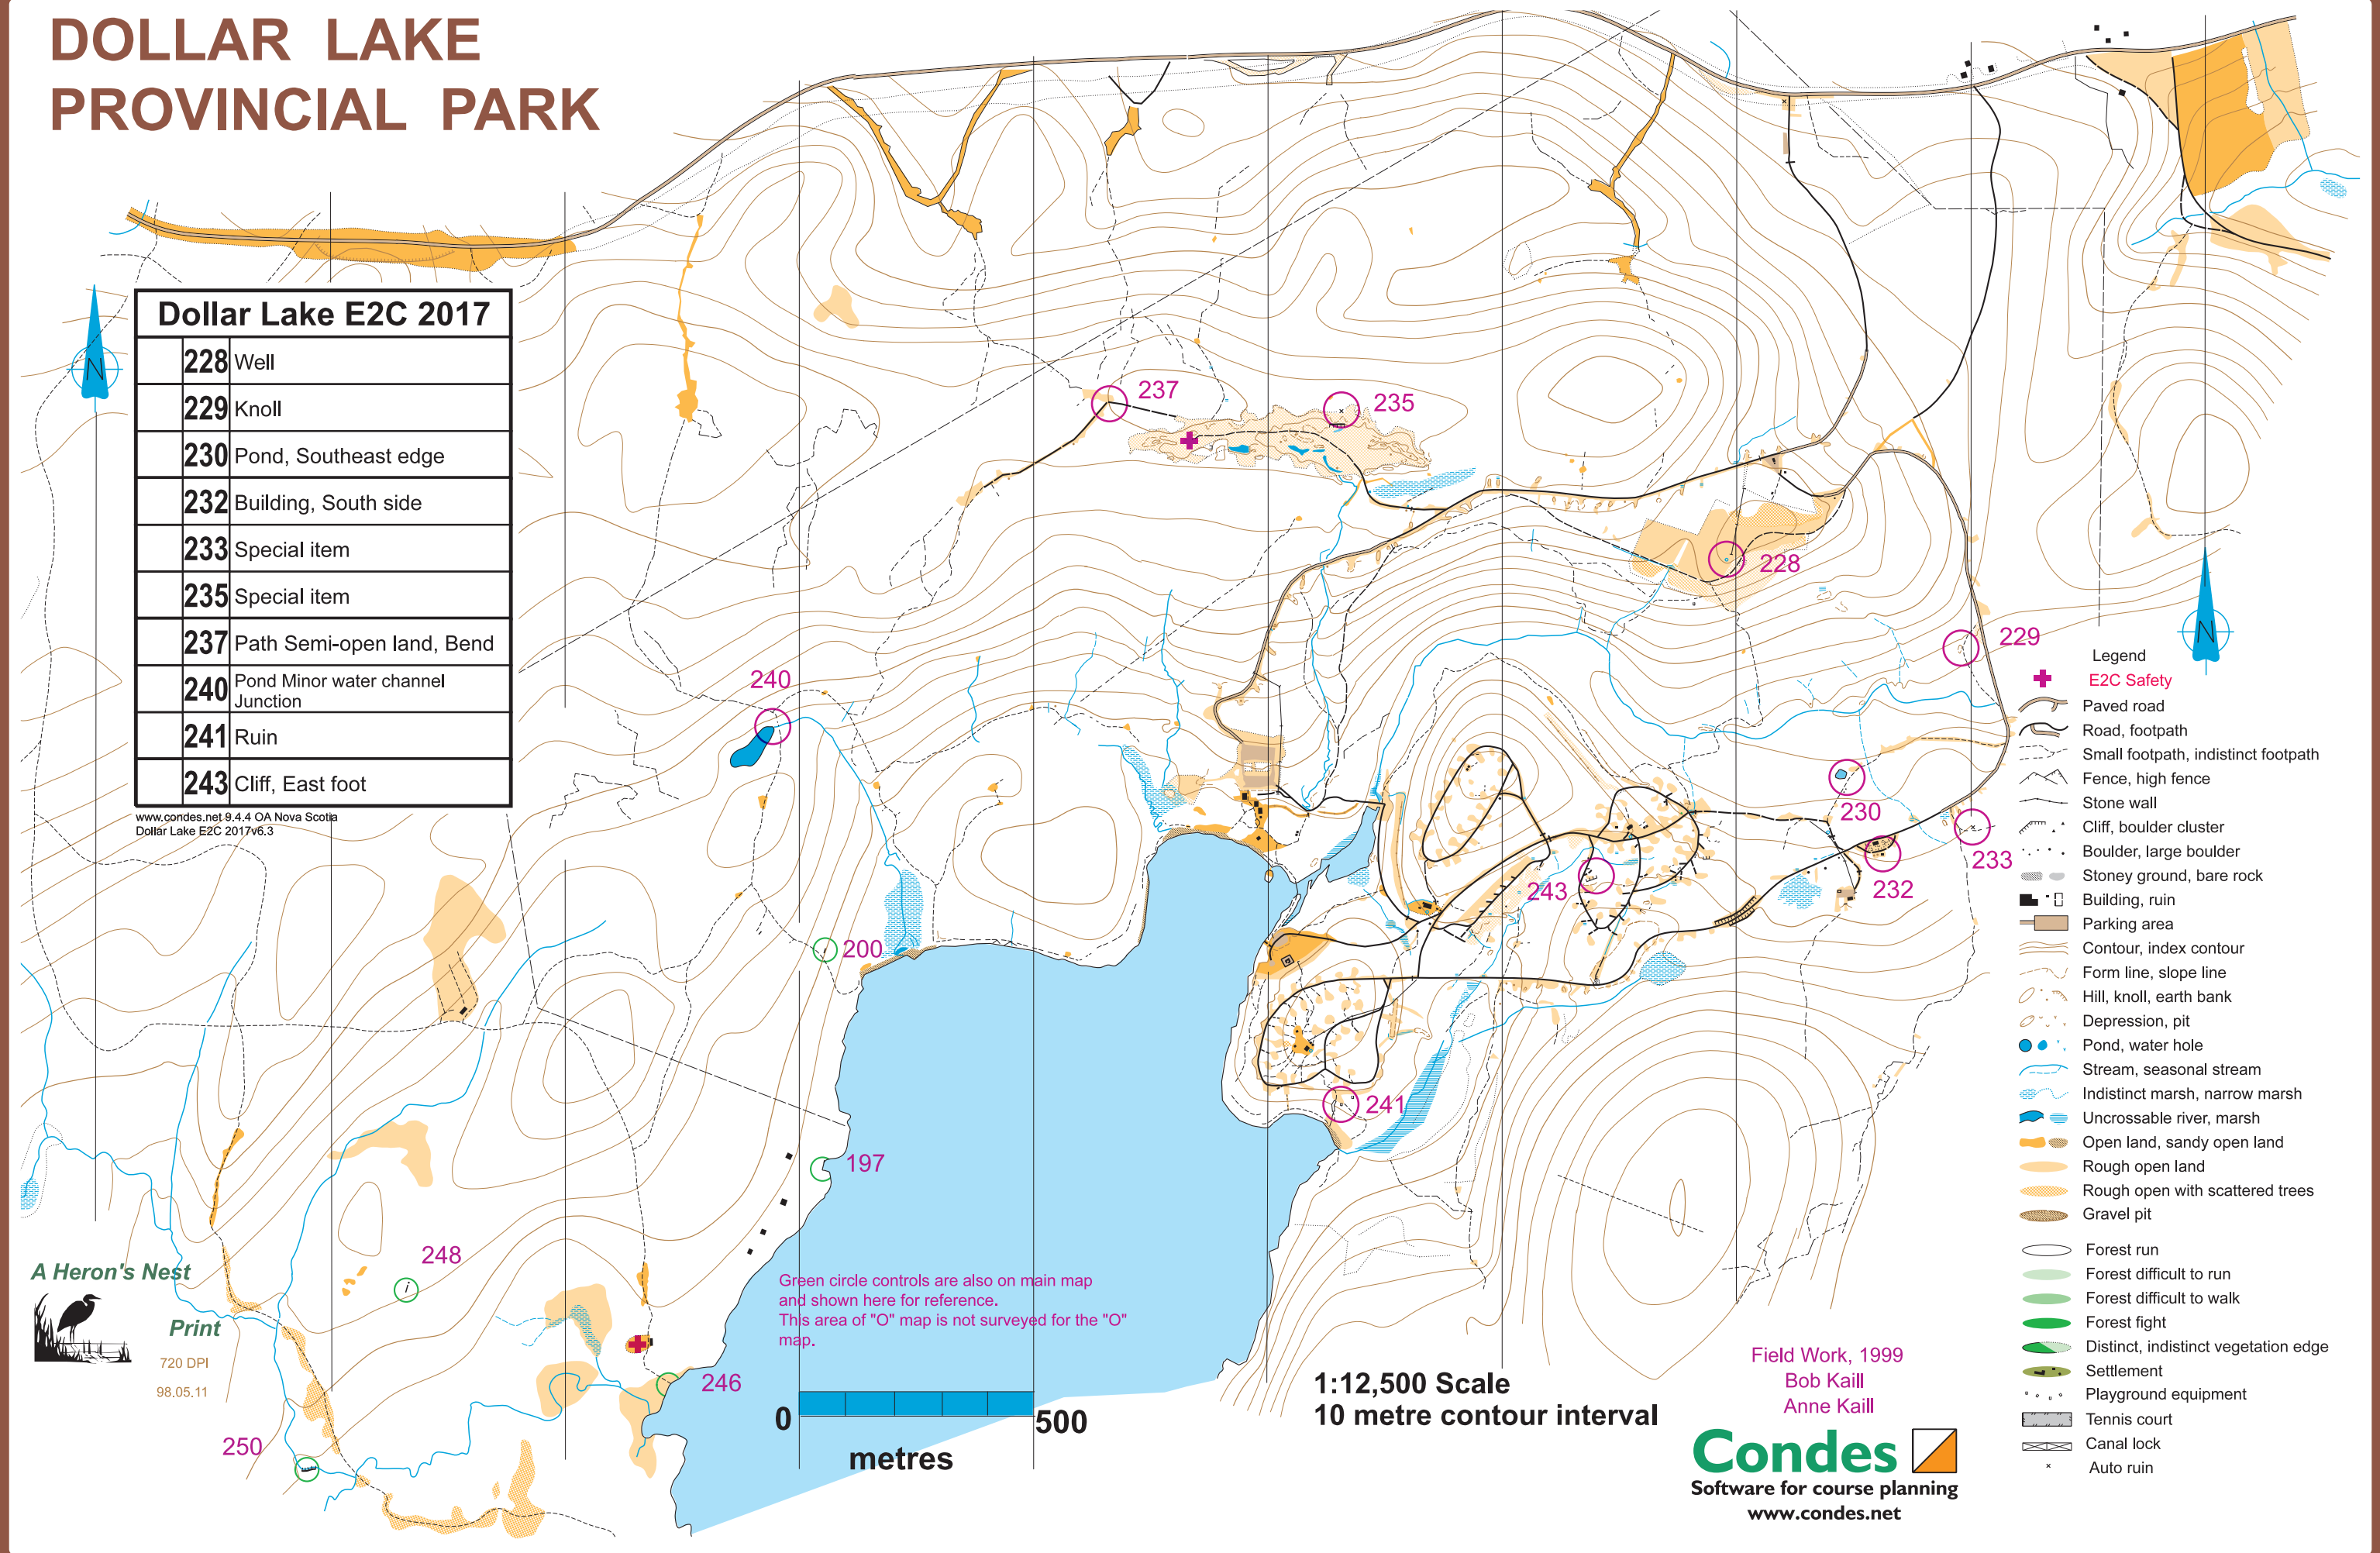 DOLLAR LAKE
PROVINCIAL PARK
N
Dollar Lake E2C 2017
228 Well
229 Knoll
230 Pond, Southeast edge
232 Building, South side
233 Special item
235 Special item
237 Path Semi-open land, Bend
240 Pond Minor water channel
Junction
241 Ruin
243 Cliff, East foot
www.condes.net 9.4.4 OA Nova Scotia
Dollar Lake E2C 2017v6.3
237
235
228
229
240
230
233
232
243
200
241
197
248
246
250
N
Legend
E2C Safety
Paved road
Road, footpath
Small footpath, indistinct footpath
Fence, high fence
Stone wall
Cliff, boulder cluster
Boulder, large boulder
Stoney ground, bare rock
Building, ruin
Parking area
Contour, index contour
Form line, slope line
Hill, knoll, earth bank
Depression, pit
Pond, water hole
Stream, seasonal stream
Indistinct marsh, narrow marsh
Uncrossable river, marsh
Open land, sandy open land
Rough open land
Rough open with scattered trees
Gravel pit
Forest run
Forest difficult to run
Forest difficult to walk
Forest fight
Distinct, indistinct vegetation edge
Settlement
Playground equipment
Tennis court
Canal lock
Auto ruin
A Heron's Nest
Print
720 DPI
98.05.11
Green circle controls are also on main map
and shown here for reference.
This area of "O" map is not surveyed for the "O"
map.
0
500
metres
1:12,500 Scale
10 metre contour interval
Field Work, 1999
Bob Kaill
Anne Kaill
Condes
Software for course planning
www.condes.net